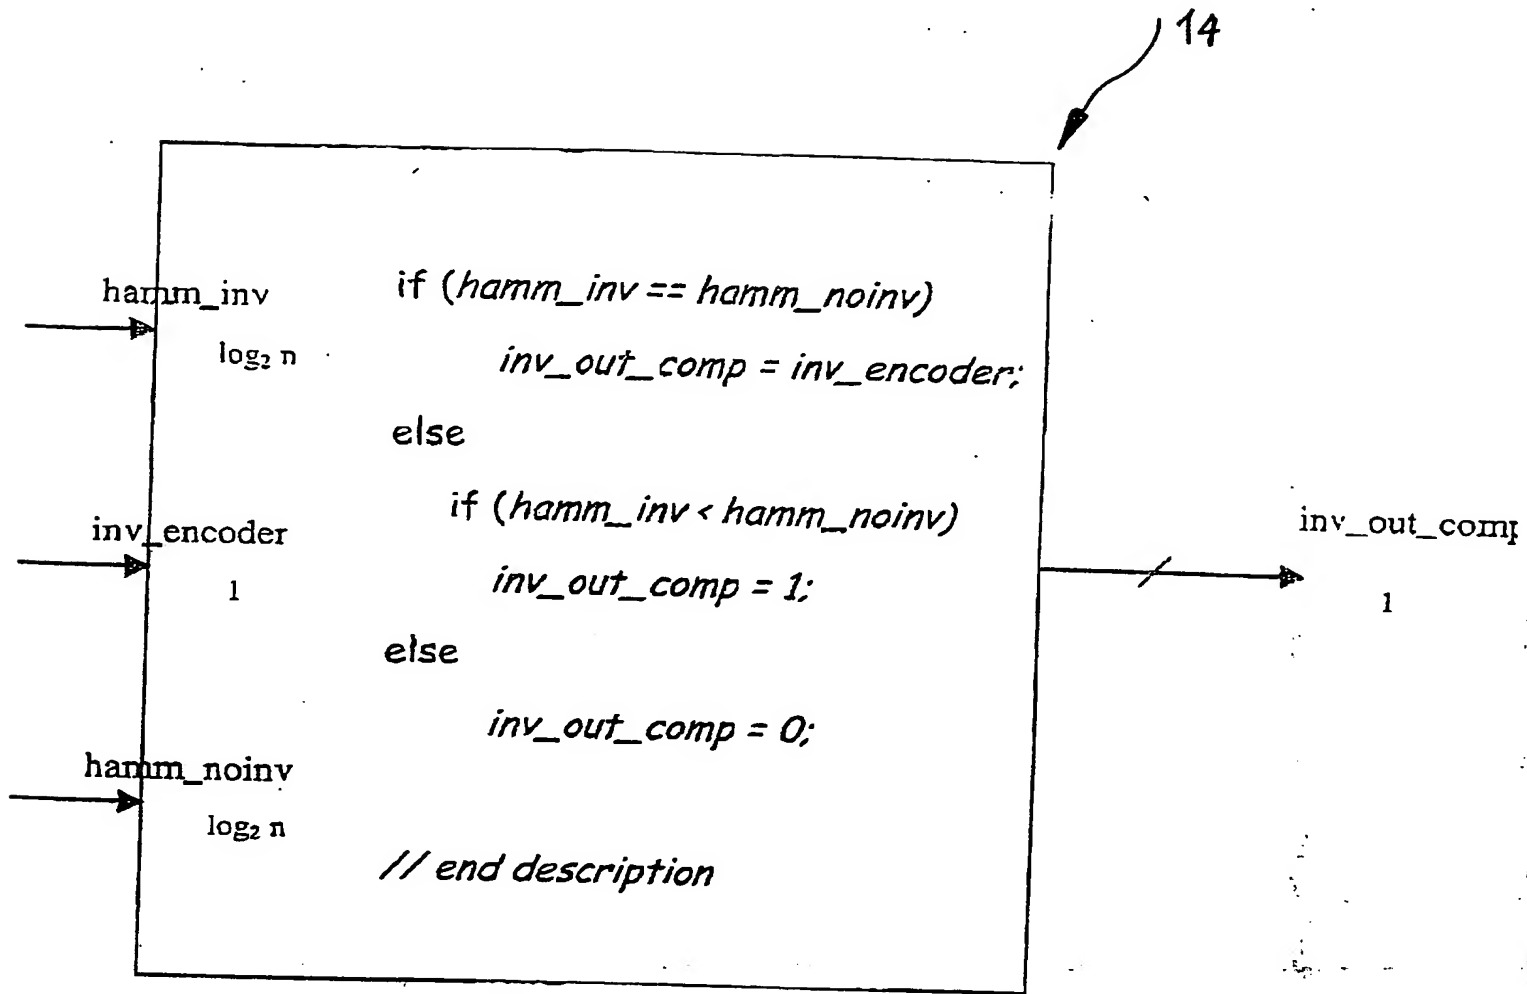 14
hamm_inv
log₂ n
if (hamm_inv == hamm_noinv)
inv_out_comp = inv_encoder;
else
if (hamm_inv < hamm_noinv)
inv_encoder
1
inv_out_comp = 1;
inv_out_comp
1
else
inv_out_comp = 0;
hamm_noinv
log₂ n
// end description